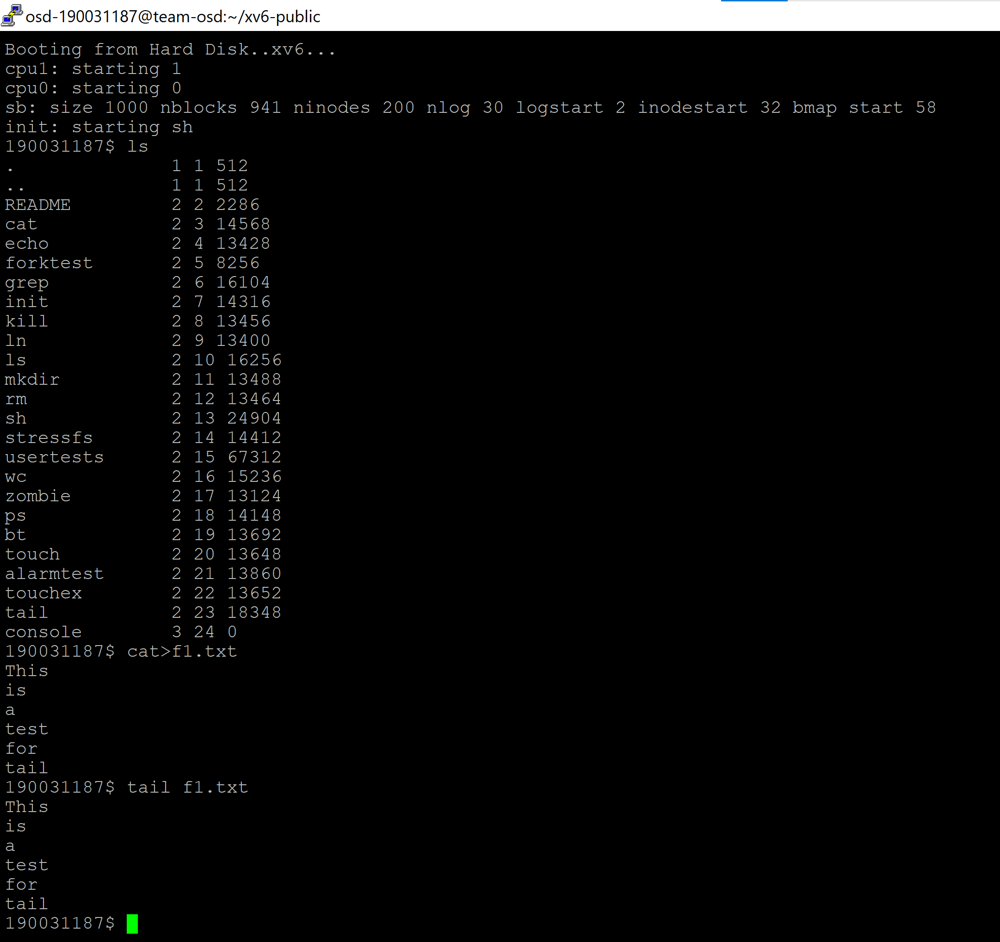 osd-190031187@team-osd:~/xv6-public
Booting from Hard Disk..xv6...
cpu1: starting 1
cpu0: starting 0
sb: size 1000 nblocks 941 ninodes 200 nlog 30 logstart 2 inodestart 32 bmap start 58
init: starting sh
190031187$ ls
.              1 1 512
..             1 1 512
README         2 2 2286
cat            2 3 14568
echo           2 4 13428
forktest       2 5 8256
grep           2 6 16104
init           2 7 14316
kill           2 8 13456
ln             2 9 13400
ls             2 10 16256
mkdir          2 11 13488
rm             2 12 13464
sh             2 13 24904
stressfs       2 14 14412
usertests      2 15 67312
wc             2 16 15236
zombie         2 17 13124
ps             2 18 14148
bt             2 19 13692
touch          2 20 13648
alarmtest      2 21 13860
touchex        2 22 13652
tail           2 23 18348
console        3 24 0
190031187$ cat>f1.txt
This
is
a
test
for
tail
190031187$ tail f1.txt
This
is
a
test
for
tail
190031187$